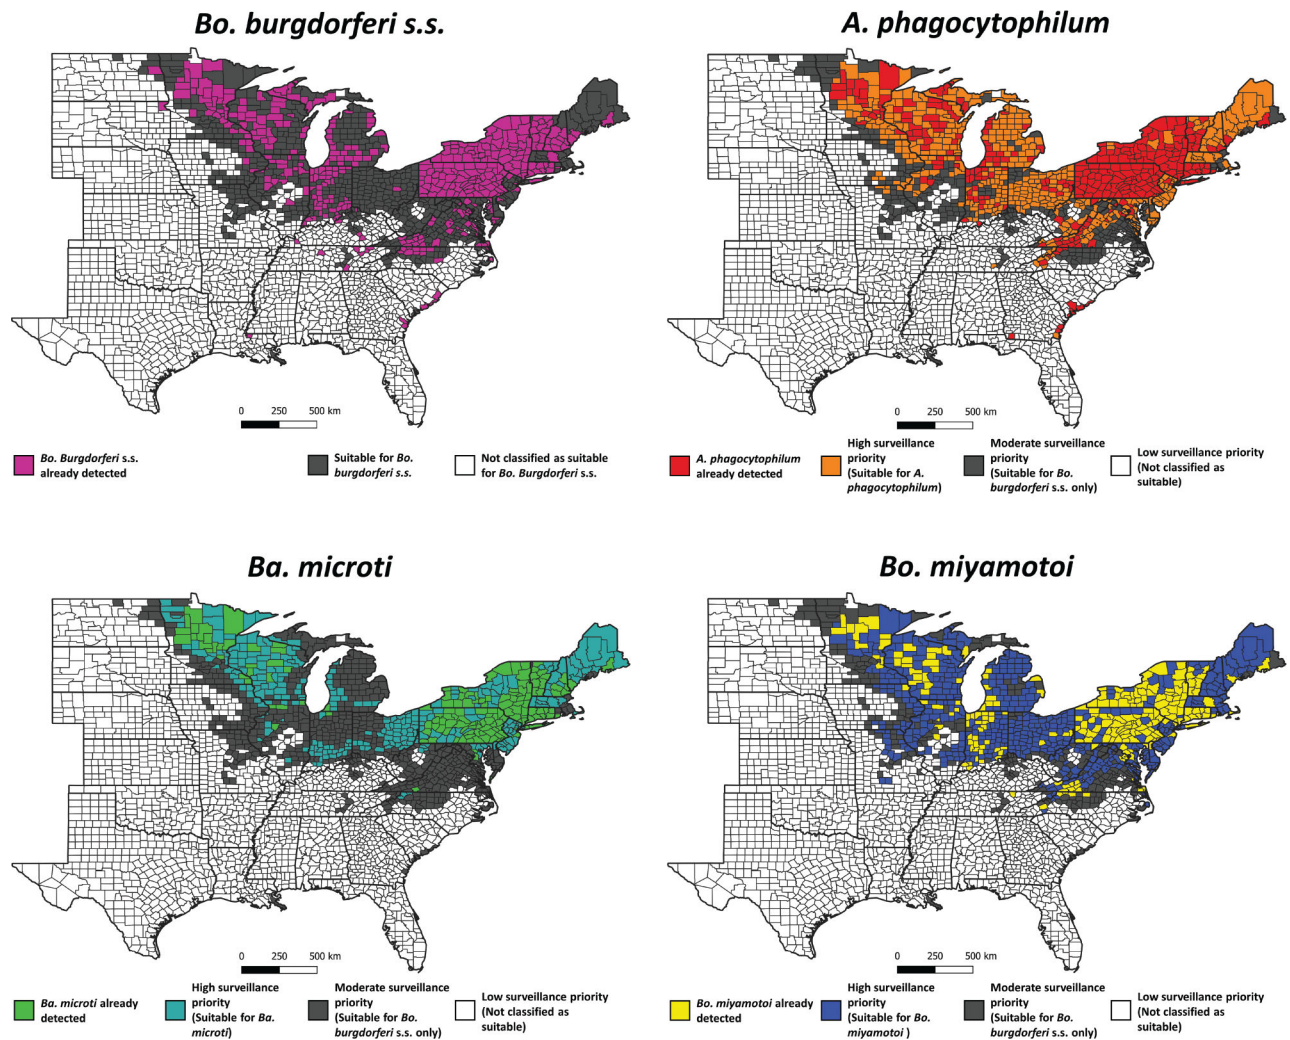 Bo. burgdorferi s.s.
A. phagocytophilum
0 250 500 km
0 250 500 km
Bo. Burgdorferi s.s.
already detected
Suitable for Bo.
burgdorferi s.s.
Not classified as suitable
for Bo. Burgdorferi s.s.
A. phagocytophilum
already detected
High surveillance
priority
(Suitable for A.
phagocytophilum)
Moderate surveillance
priority
(Suitable for Bo.
burgdorferi s.s. only)
Low surveillance priority
(Not classified as
suitable)
Ba. microti
Bo. miyamotoi
0 250 500 km
0 250 500 km
Ba. microti already
detected
High surveillance
priority
(Suitable for Ba.
microti)
Moderate surveillance
priority
(Suitable for Bo.
burgdorferi s.s. only)
Low surveillance priority
(Not classified as
suitable)
Bo. miyamotoi already
detected
High surveillance
priority
(Suitable for Bo.
miyamotoi )
Moderate surveillance
priority
(Suitable for Bo.
burgdorferi s.s. only)
Low surveillance priority
(Not classified as
suitable)